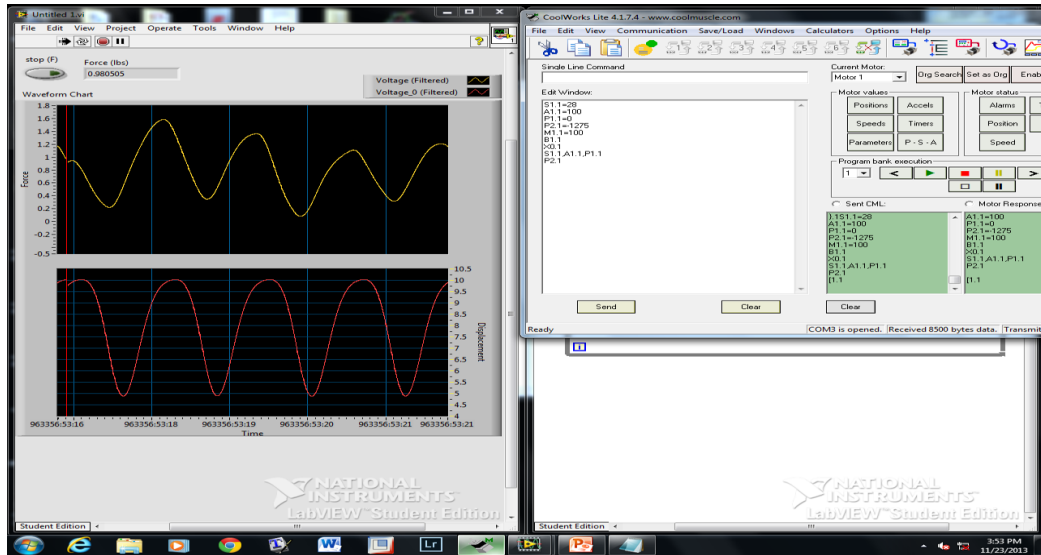 Untitled 1.vi
File Edit View Project Operate Tools Window Help
stop (F)
Force (lbs)
0.980505
Voltage (Filtered)
Voltage_0 (Filtered)
Waveform Chart
1.8
1.6
1.4
1.2
1
0.8
0.6
0.4
0.2
0
-0.2
-0.5
Force
10.5
10
9.5
9
8.5
8
7.5
7
6.5
6
5.5
5
4.5
4
Displacement
963356:53:16 963356:53:18 963356:53:19 963356:53:20 963356:53:21 963356:53:21
Time
NATIONAL
INSTRUMENTS
LabVIEW Student Edition
Student Edition
CoolWorks Lite 4.1.7.4 - www.coolmuscle.com
File Edit View Communication Save/Load Windows Calculators Options Help
Single Line Command
Current Motor:
Motor 1
Org Search Set as Org Enab
Edit Window:
S1.1=28
A1.1=100
P1.1=0
P2.1=-1275
M1.1=100
B1.1
X0.1
S1.1,A1.1,P1.1
P2.1
Motor values
Positions Accels
Speeds Timers
Parameters P - S - A
Motor status
Alarms
Position
Speed
Program bank execution
1 <  >
Sent CML:
).1S1.1=28
A1.1=100
P1.1=0
P2.1=-1275
M1.1=100
B1.1
X0.1
S1.1,A1.1,P1.1
P2.1
[1.1
Motor Response
A1.1=100
P1.1=0
P2.1=-1275
M1.1=100
B1.1
X0.1
S1.1,A1.1,P1.1
P2.1
[1.1
Send Clear Clear
Ready COM3 is opened. Received 8500 bytes data. Transmit
NATIONAL
INSTRUMENTS
LabVIEW Student Edition
Student Edition
Lr
3:53 PM
11/23/2013